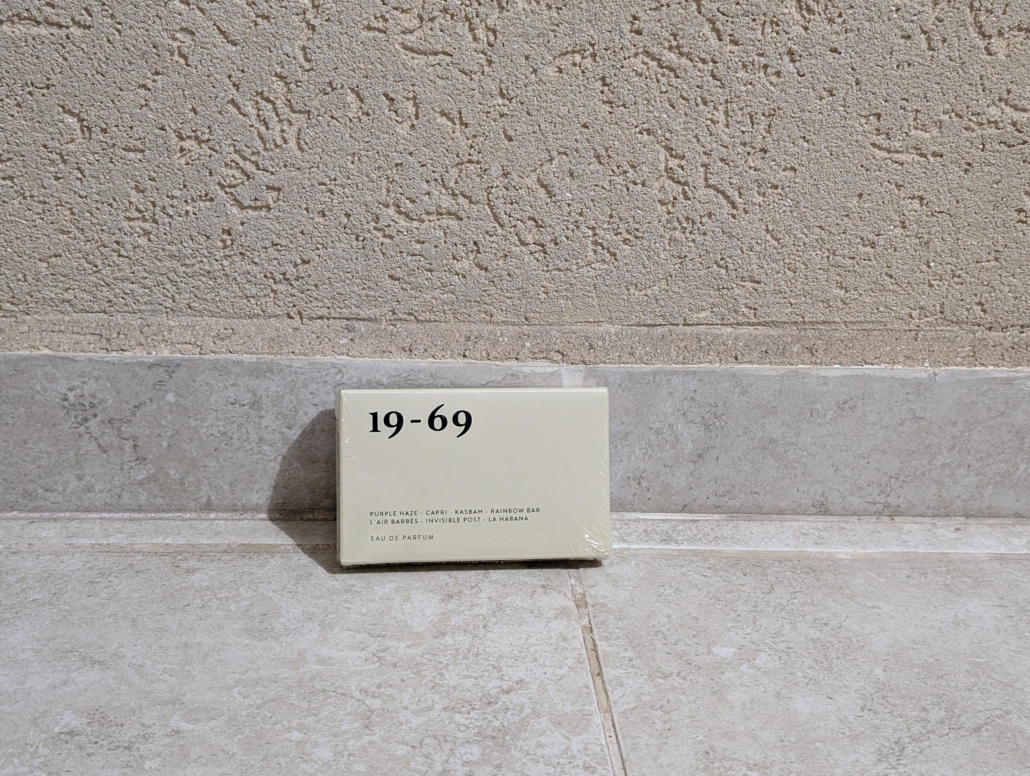 19-69
PURPLE HAZE - CAPRI - KASBAH - RAINBOW BAR
L'AIR BARBÈS - INVISIBLE POST - LA HABANA
EAU DE PARFUM